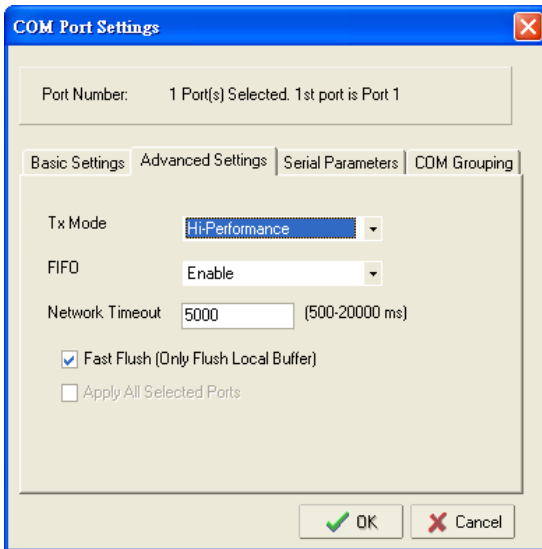 COM Port Settings
Port Number: 1 Port(s) Selected. 1st port is Port 1
Basic Settings Advanced Settings Serial Parameters COM Grouping
Tx Mode Hi-Performance
FIFO Enable
Network Timeout 5000 (500-20000 ms)
Fast Flush (Only Flush Local Buffer)
Apply All Selected Ports
OK Cancel